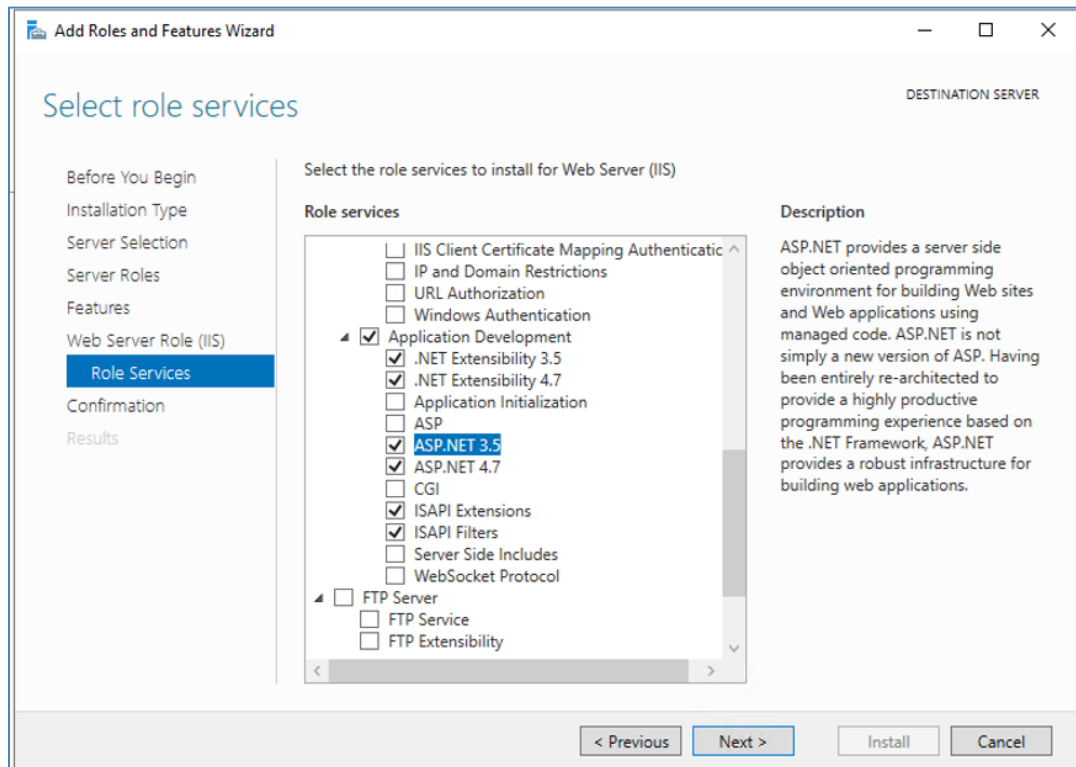 Add Roles and Features Wizard
Select role services
DESTINATION SERVER
Before You Begin
Installation Type
Server Selection
Server Roles
Features
Web Server Role (IIS)
Role Services
Confirmation
Results
Select the role services to install for Web Server (IIS)
Role services
IIS Client Certificate Mapping Authenticatic
IP and Domain Restrictions
URL Authorization
Windows Authentication
Application Development
.NET Extensibility 3.5
.NET Extensibility 4.7
Application Initialization
ASP
ASP.NET 3.5
ASP.NET 4.7
CGI
ISAPI Extensions
ISAPI Filters
Server Side Includes
WebSocket Protocol
FTP Server
FTP Service
FTP Extensibility
Description
ASP.NET provides a server side
object oriented programming
environment for building Web sites
and Web applications using
managed code. ASP.NET is not
simply a new version of ASP. Having
been entirely re-architected to
provide a highly productive
programming experience based on
the .NET Framework, ASP.NET
provides a robust infrastructure for
building web applications.
< Previous
Next >
Install
Cancel